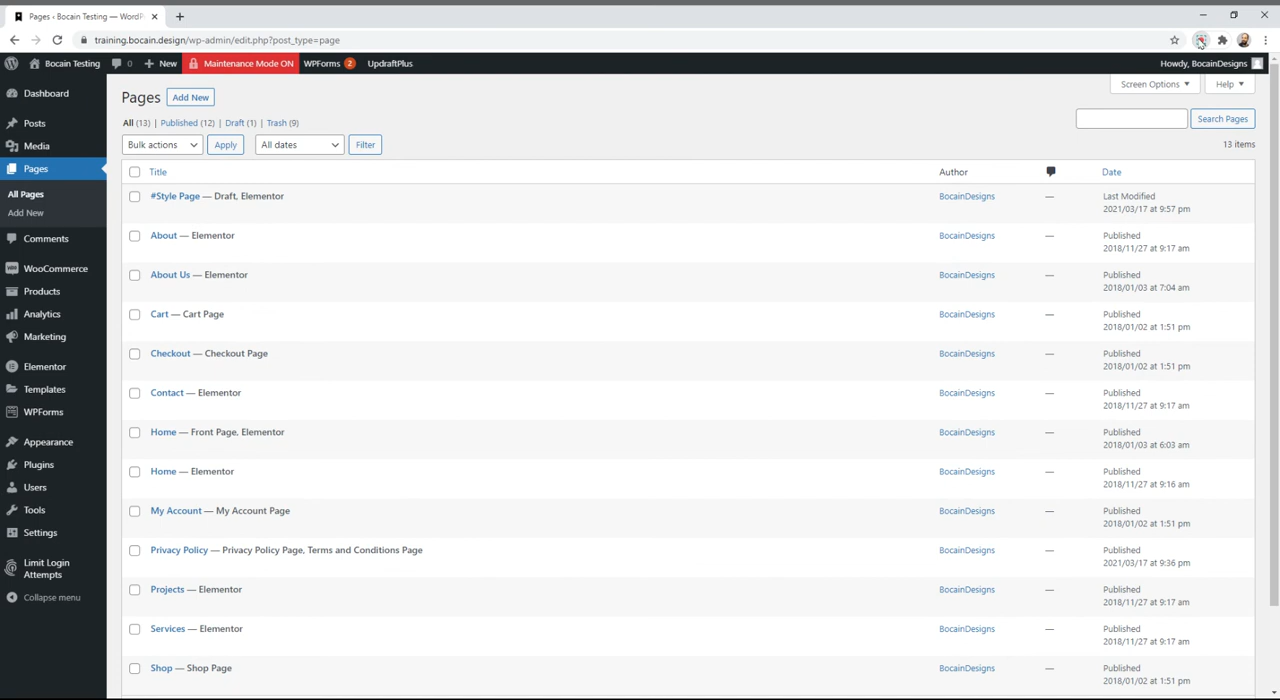 Pages ‹ Bocain Testing — WordPr
training.bocain.design/wp-admin/edit.php?post_type=page
Bocain Testing 0 New Maintenance Mode ON WPForms 2 UpdraftPlus Howdy, BocainDesigns
Screen Options Help
Dashboard
Posts
Media
Pages
All Pages
Add New
Comments
WooCommerce
Products
Analytics
Marketing
Elementor
Templates
WPForms
Appearance
Plugins
Users
Tools
Settings
Limit Login
Attempts
Collapse menu
Pages Add New
All (13) | Published (12) | Draft (1) | Trash (9)
Search Pages
Bulk actions Apply All dates Filter 13 items
Title Author Date
#Style Page — Draft, Elementor BocainDesigns — Last Modified
2021/03/17 at 9:57 pm
About — Elementor BocainDesigns — Published
2018/11/27 at 9:17 am
About Us — Elementor BocainDesigns — Published
2018/01/03 at 7:04 am
Cart — Cart Page BocainDesigns — Published
2018/01/02 at 1:51 pm
Checkout — Checkout Page BocainDesigns — Published
2018/01/02 at 1:51 pm
Contact — Elementor BocainDesigns — Published
2018/11/27 at 9:17 am
Home — Front Page, Elementor BocainDesigns — Published
2018/01/03 at 6:03 am
Home — Elementor BocainDesigns — Published
2018/11/27 at 9:16 am
My Account — My Account Page BocainDesigns — Published
2018/01/02 at 1:51 pm
Privacy Policy — Privacy Policy Page, Terms and Conditions Page BocainDesigns — Published
2021/03/17 at 9:36 pm
Projects — Elementor BocainDesigns — Published
2018/11/27 at 9:17 am
Services — Elementor BocainDesigns — Published
2018/11/27 at 9:17 am
Shop — Shop Page BocainDesigns — Published
2018/01/02 at 1:51 pm